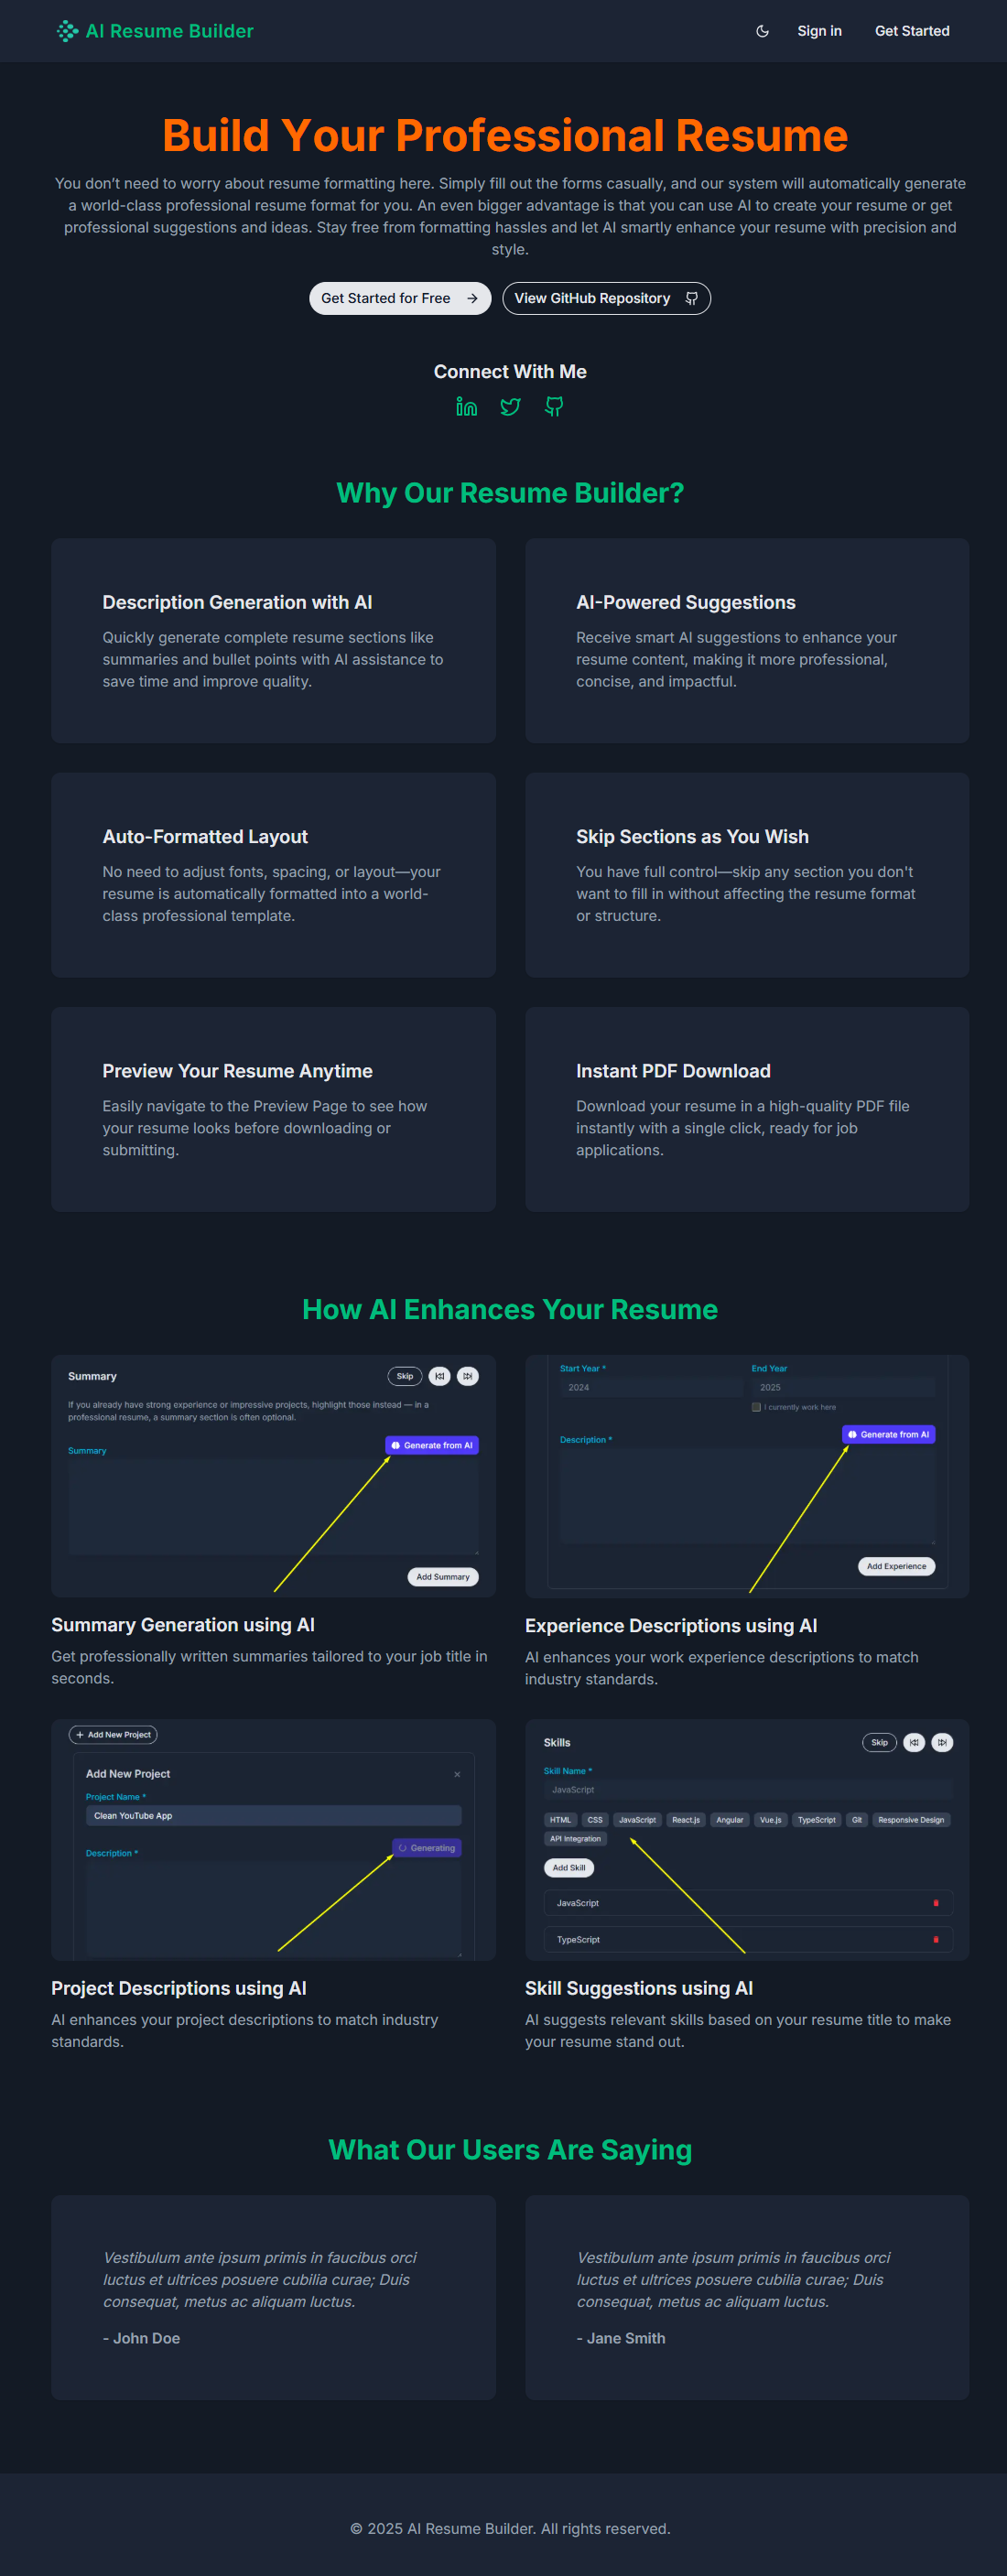 AI Resume Builder
Sign in
Get Started
Build Your Professional Resume
You don’t need to worry about resume formatting here. Simply fill out the forms casually, and our system will automatically generate
a world-class professional resume format for you. An even bigger advantage is that you can use AI to create your resume or get
professional suggestions and ideas. Stay free from formatting hassles and let AI smartly enhance your resume with precision and
style.
Get Started for Free
View GitHub Repository
Connect With Me
Why Our Resume Builder?
Description Generation with AI
Quickly generate complete resume sections like
summaries and bullet points with AI assistance to
save time and improve quality.
AI-Powered Suggestions
Receive smart AI suggestions to enhance your
resume content, making it more professional,
concise, and impactful.
Auto-Formatted Layout
No need to adjust fonts, spacing, or layout—your
resume is automatically formatted into a world-
class professional template.
Skip Sections as You Wish
You have full control—skip any section you don't
want to fill in without affecting the resume format
or structure.
Preview Your Resume Anytime
Easily navigate to the Preview Page to see how
your resume looks before downloading or
submitting.
Instant PDF Download
Download your resume in a high-quality PDF file
instantly with a single click, ready for job
applications.
How AI Enhances Your Resume
Summary
Skip
If you already have strong experience or impressive projects, highlight those instead — in a
professional resume, a summary section is often optional.
Summary
Generate from AI
Add Summary
Summary Generation using AI
Get professionally written summaries tailored to your job title in
seconds.
Start Year *
End Year
2024
2025
I currently work here
Description *
Generate from AI
Add Experience
Experience Descriptions using AI
AI enhances your work experience descriptions to match
industry standards.
Add New Project
Add New Project
Project Name *
Clean YouTube App
Description *
Generating
Project Descriptions using AI
AI enhances your project descriptions to match industry
standards.
Skills
Skip
Skill Name *
JavaScript
HTML CSS JavaScript React.js Angular Vue.js TypeScript Git Responsive Design
API Integration
Add Skill
JavaScript
TypeScript
Skill Suggestions using AI
AI suggests relevant skills based on your resume title to make
your resume stand out.
What Our Users Are Saying
Vestibulum ante ipsum primis in faucibus orci
luctus et ultrices posuere cubilia curae; Duis
consequat, metus ac aliquam luctus.
- John Doe
Vestibulum ante ipsum primis in faucibus orci
luctus et ultrices posuere cubilia curae; Duis
consequat, metus ac aliquam luctus.
- Jane Smith
© 2025 AI Resume Builder. All rights reserved.